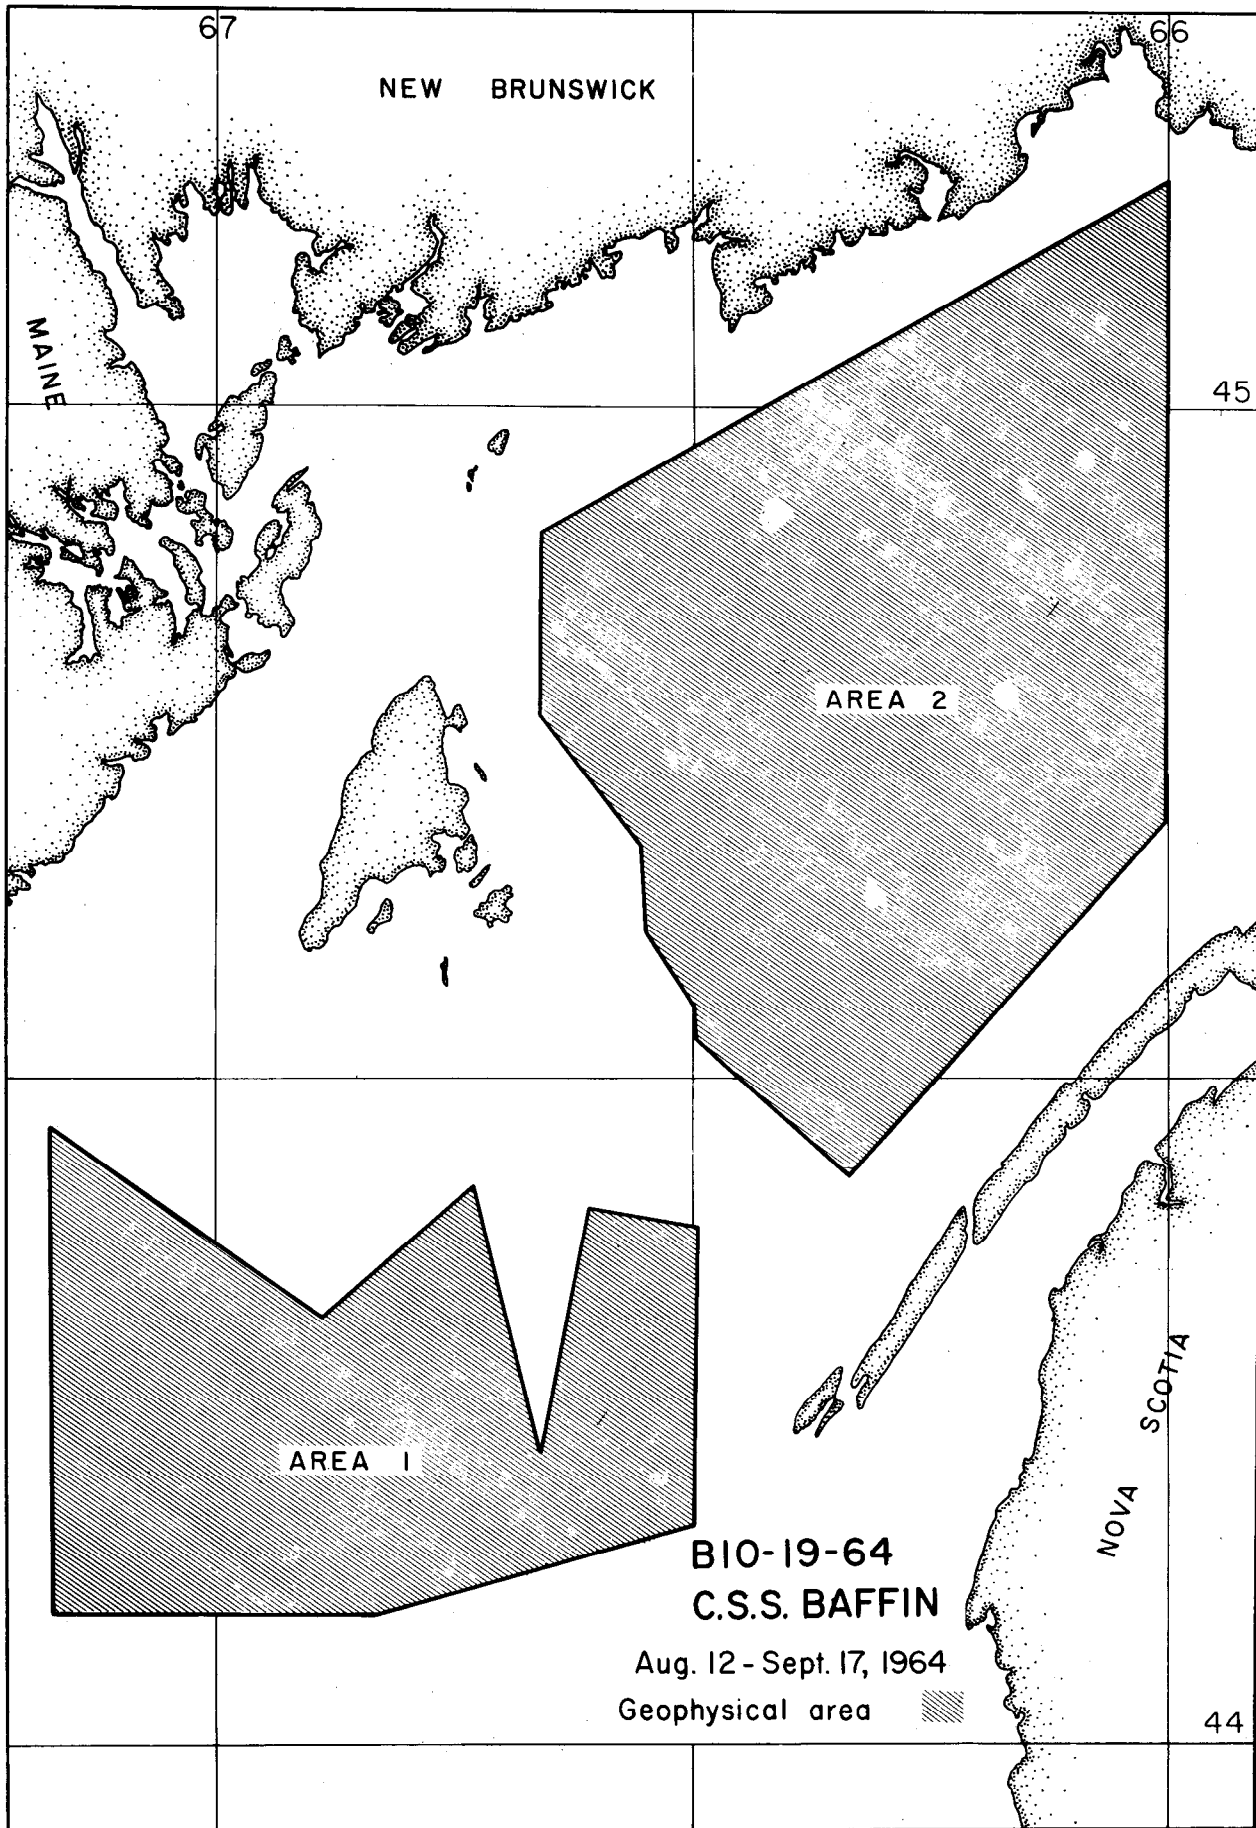 67
66
NEW BRUNSWICK
MAINE
45
AREA 2
AREA 1
NOVA SCOTIA
BIO-19-64
C.S.S. BAFFIN
Aug. 12 - Sept. 17, 1964
Geophysical area
44